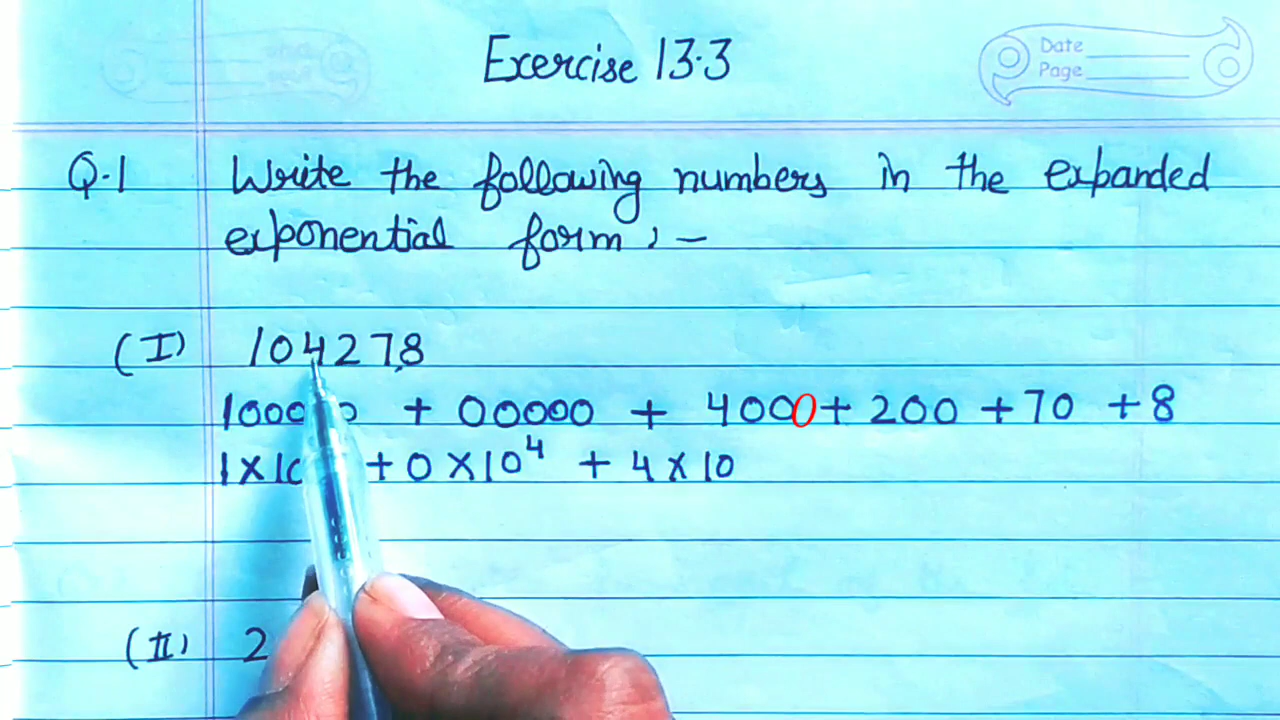 Exercise 13.3
Date
Page
Q.1 Write the following numbers in the expanded
exponential form :-
(I) 104278
+ 00000 + 4000 + 200 + 70 + 8
+ 0 × 10⁴ + 4 × 10
(II) 2